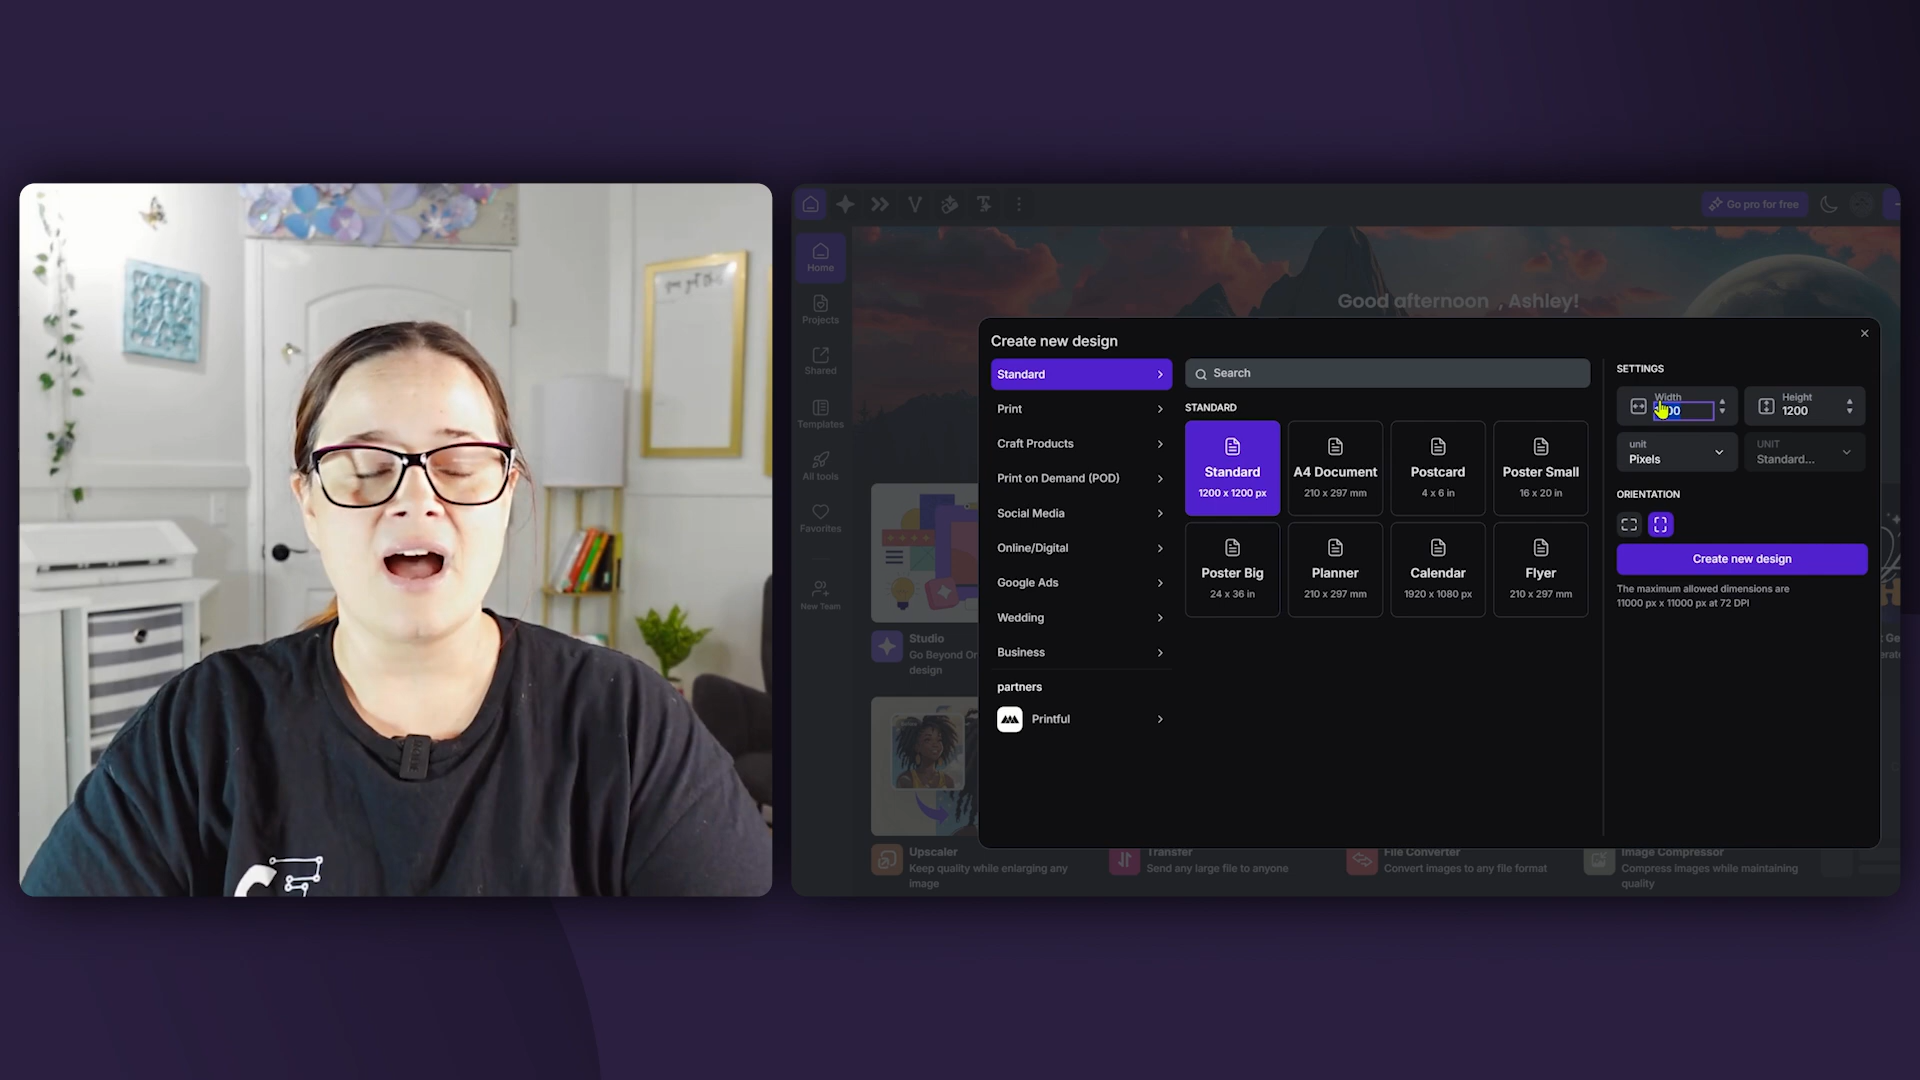 Go pro for free
Home
Projects
Shared
Templates
All tools
Favorites
New Team
Good afternoon , Ashley!
Create new design
Standard
Print
Craft Products
Print on Demand (POD)
Social Media
Online/Digital
Google Ads
Wedding
Business
partners
Printful
Search
STANDARD
Standard
1200 x 1200 px
A4 Document
210 x 297 mm
Postcard
4 x 6 in
Poster Small
16 x 20 in
Poster Big
24 x 36 in
Planner
210 x 297 mm
Calendar
1920 x 1080 px
Flyer
210 x 297 mm
SETTINGS
Width
Height
1200
unit
Pixels
UNIT
Standard...
ORIENTATION
Create new design
The maximum allowed dimensions are
11000 px x 11000 px at 72 DPI
Studio
Go Beyond
design
Upscaler
Keep quality while enlarging any
image
Transfer
Send any large file to anyone
File Converter
Convert images to any file format
Image Compressor
Compress images while maintaining
quality